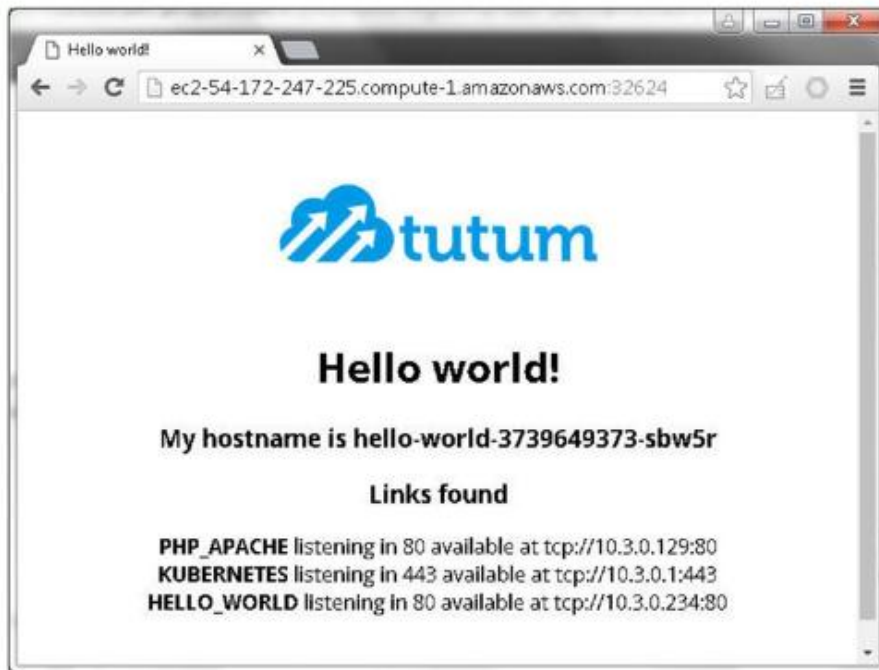 Hello world!
ec2-54-172-247-225.compute-1.amazonaws.com:32624
tutum
Hello world!
My hostname is hello-world-3739649373-sbw5r
Links found
PHP_APACHE listening in 80 available at tcp://10.3.0.129:80
KUBERNETES listening in 443 available at tcp://10.3.0.1:443
HELLO_WORLD listening in 80 available at tcp://10.3.0.234:80